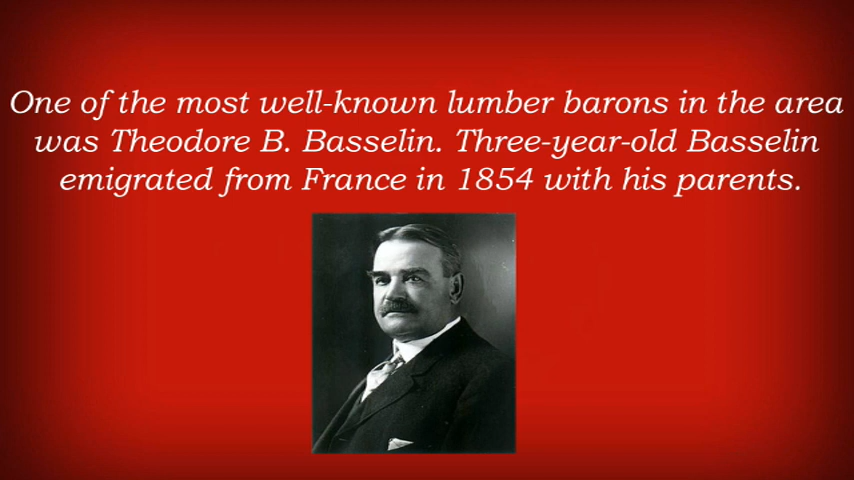 One of the most well-known lumber barons in the area
was Theodore B. Basselin. Three-year-old Basselin
emigrated from France in 1854 with his parents.